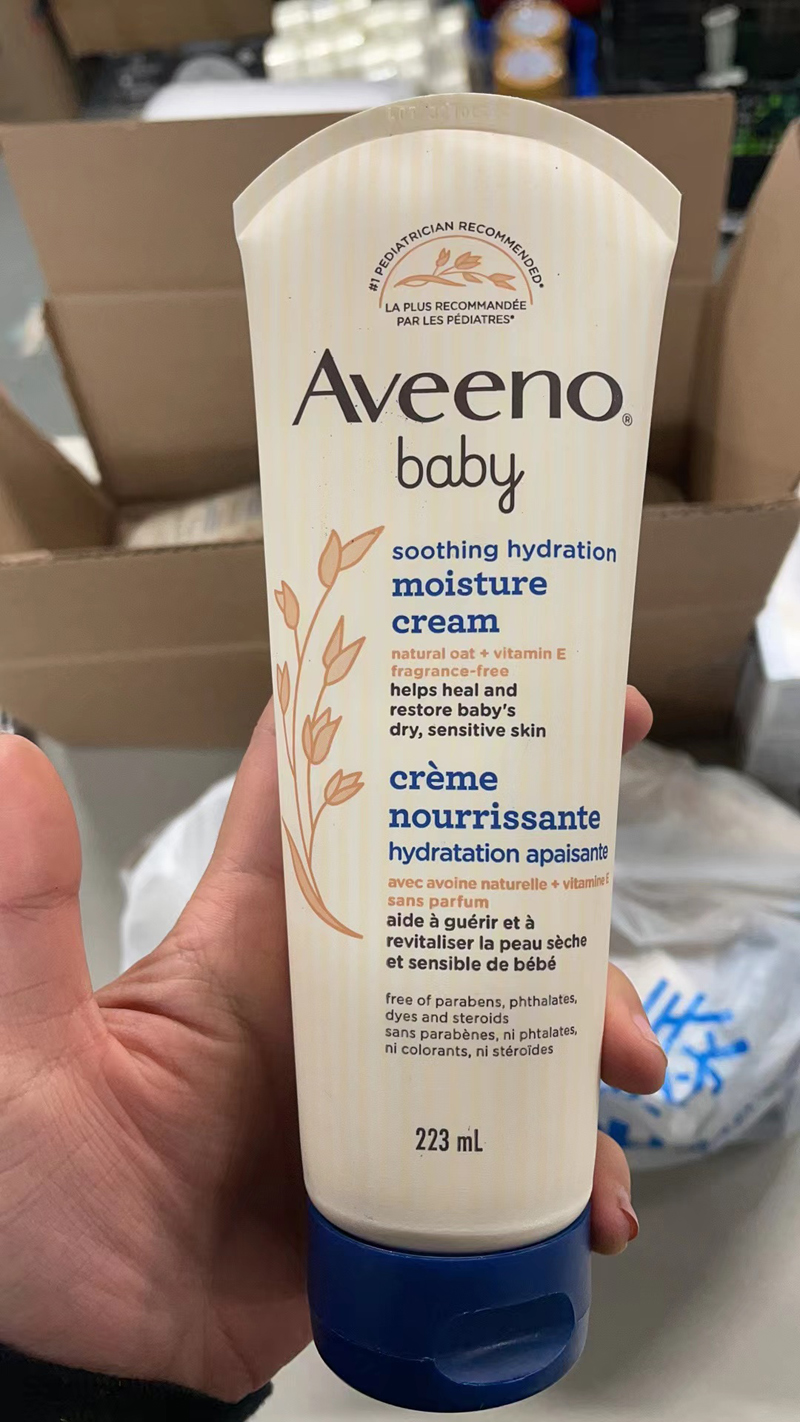 #1 PEDIATRICIAN RECOMMENDED*
LA PLUS RECOMMANDÉE
PAR LES PÉDIATRES*
Aveeno®
baby
soothing hydration
moisture
cream
natural oat + vitamin E
fragrance-free
helps heal and
restore baby's
dry, sensitive skin
crème
nourrissante
hydratation apaisante
avec avoine naturelle + vitamine E
sans parfum
aide à guérir et à
revitaliser la peau sèche
et sensible de bébé
free of parabens, phthalates,
dyes and steroids
sans parabènes, ni phtalates,
ni colorants, ni stéroïdes
223 mL